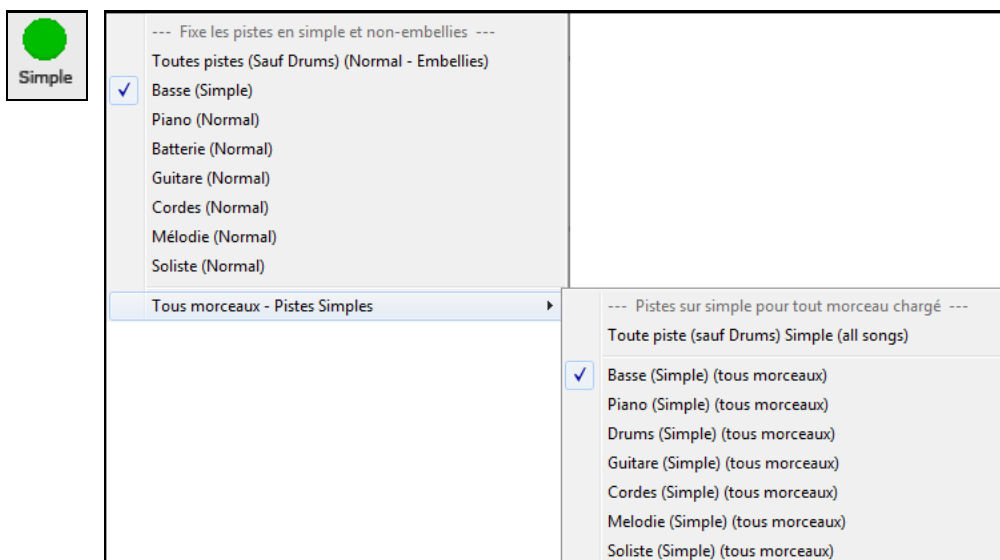 Simple
--- Fixe les pistes en simple et non-embellies ---
Toutes pistes (Sauf Drums) (Normal - Embellies)
Basse (Simple)
Piano (Normal)
Batterie (Normal)
Guitare (Normal)
Cordes (Normal)
Mélodie (Normal)
Soliste (Normal)
Tous morceaux - Pistes Simples
--- Pistes sur simple pour tout morceau chargé ---
Toute piste (sauf Drums) Simple (all songs)
Basse (Simple) (tous morceaux)
Piano (Simple) (tous morceaux)
Drums (Simple) (tous morceaux)
Guitare (Simple) (tous morceaux)
Cordes (Simple) (tous morceaux)
Melodie (Simple) (tous morceaux)
Soliste (Simple) (tous morceaux)